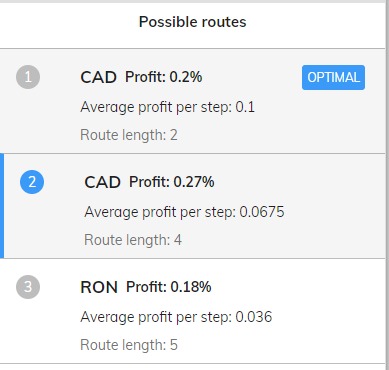 Possible routes
1 CAD Profit: 0.2% OPTIMAL
Average profit per step: 0.1
Route length: 2
2 CAD Profit: 0.27%
Average profit per step: 0.0675
Route length: 4
3 RON Profit: 0.18%
Average profit per step: 0.036
Route length: 5